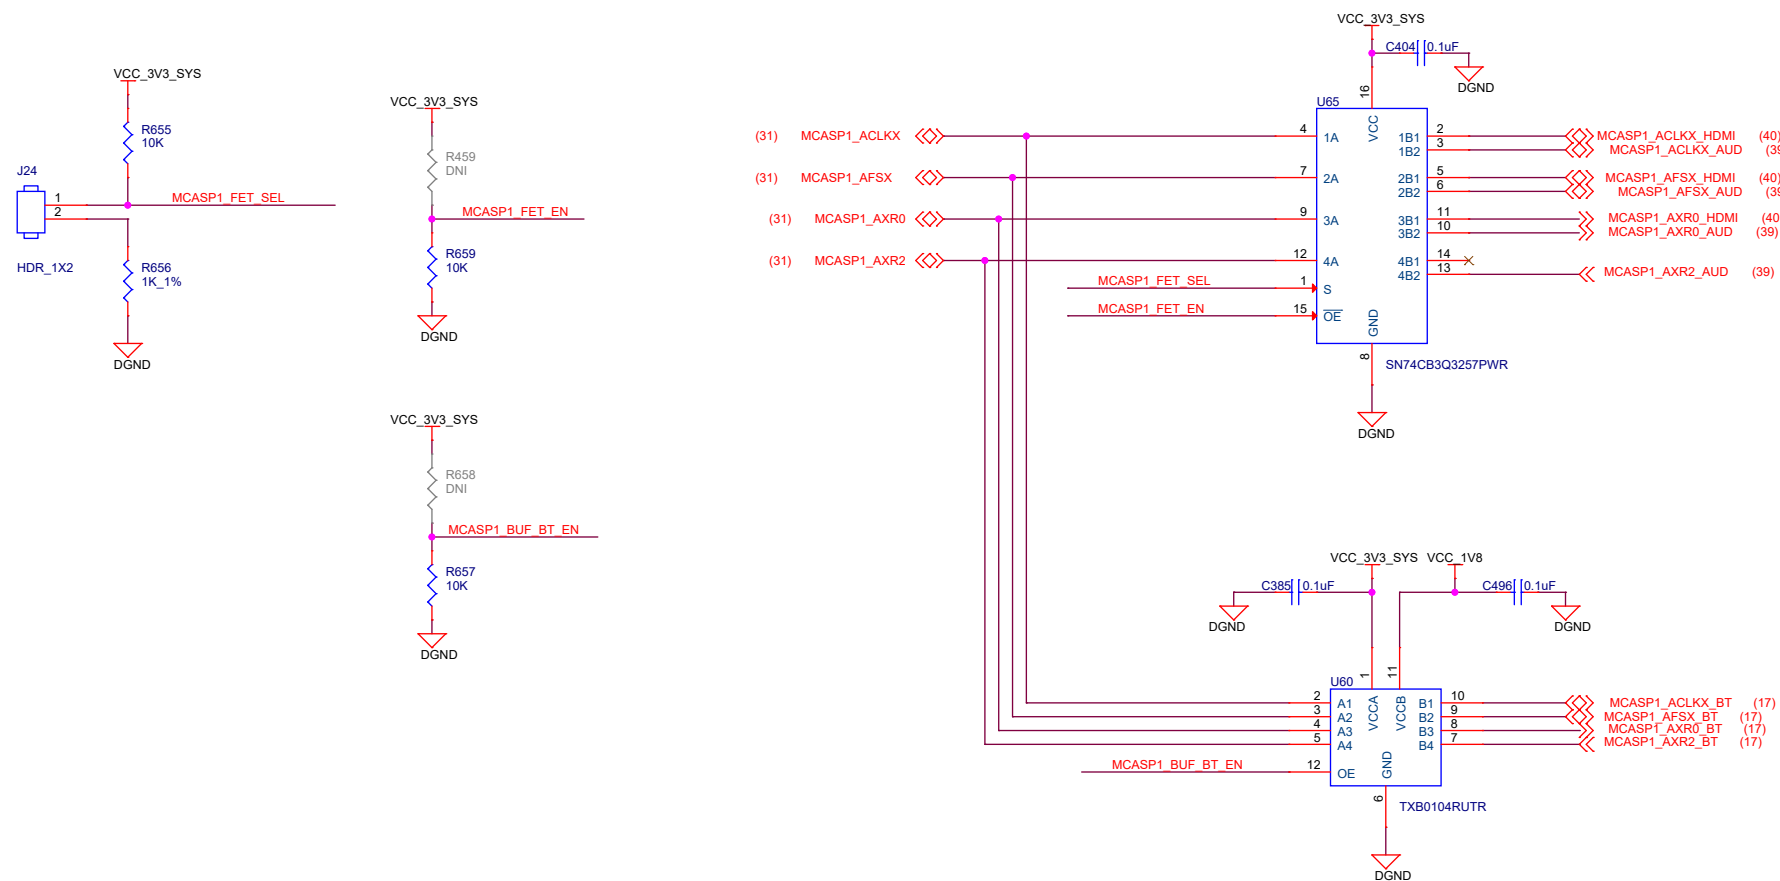 VCC_3V3_SYS
R655
10K
J24
1
2
MCASP1_FET_SEL
HDR_1X2
R656
1K_1%
DGND
VCC_3V3_SYS
R459
DNI
MCASP1_FET_EN
R659
10K
DGND
VCC_3V3_SYS
R658
DNI
MCASP1_BUF_BT_EN
R657
10K
DGND
VCC_3V3_SYS
C404 0.1uF
DGND
16
U65
VCC
(31) MCASP1_ACLKX 4 1A
(31) MCASP1_AFSX 7 2A
(31) MCASP1_AXR0 9 3A
(31) MCASP1_AXR2 12 4A
MCASP1_FET_SEL 1 S
MCASP1_FET_EN 15 OE
1B1 2 MCASP1_ACLKX_HDMI (40)
1B2 3 MCASP1_ACLKX_AUD (39
2B1 5 MCASP1_AFSX_HDMI (40)
2B2 6 MCASP1_AFSX_AUD (39
3B1 11 MCASP1_AXR0_HDMI (40
3B2 10 MCASP1_AXR0_AUD (39)
4B1 14
4B2 13 MCASP1_AXR2_AUD (39)
GND
8
SN74CB3Q3257PWR
DGND
VCC_3V3_SYS VCC_1V8
C385 0.1uF
C496 0.1uF
DGND
DGND
1
11
U60
VCCA
VCCB
2 A1
3 A2
4 A3
5 A4
MCASP1_BUF_BT_EN 12 OE
B1 10 MCASP1_ACLKX_BT (17)
B2 9 MCASP1_AFSX_BT (17)
B3 8 MCASP1_AXR0_BT (17)
B4 7 MCASP1_AXR2_BT (17)
GND
6
TXB0104RUTR
DGND